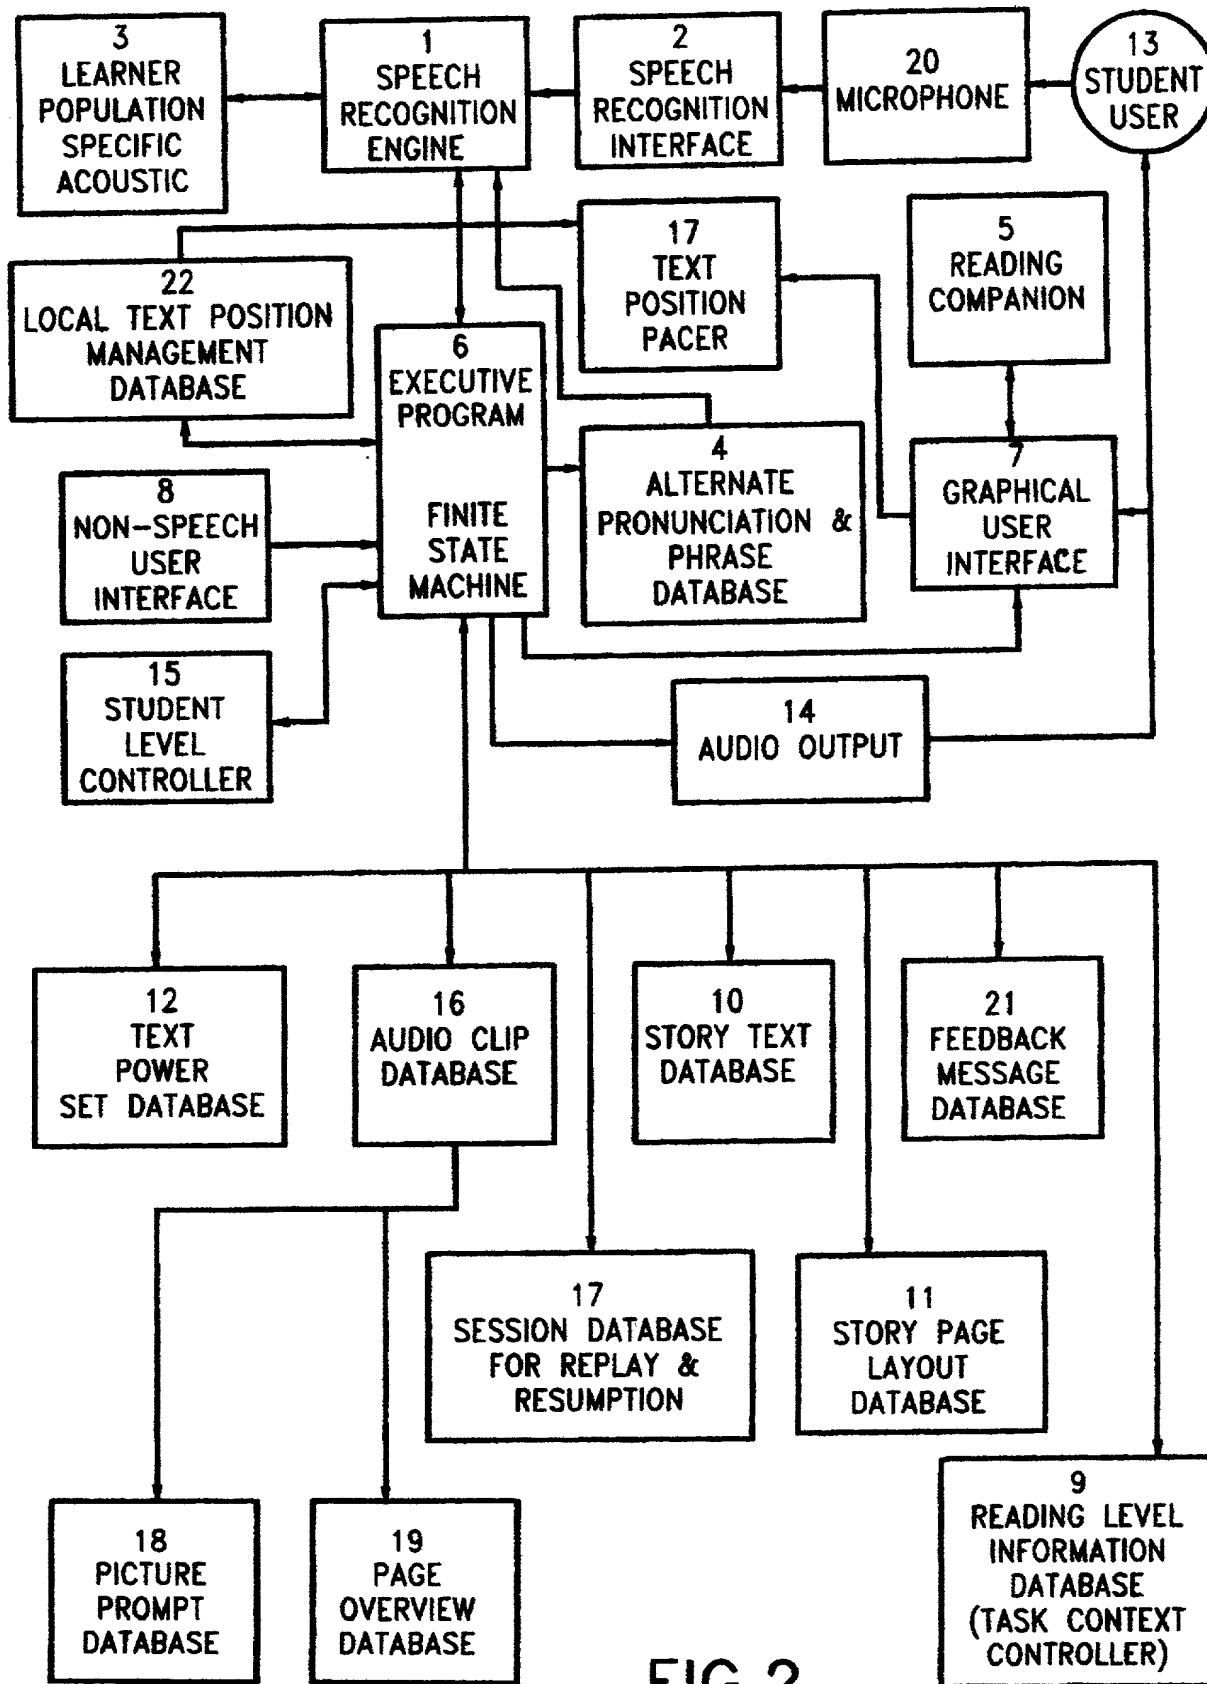 3
LEARNER
POPULATION
SPECIFIC
ACOUSTIC
1
SPEECH
RECOGNITION
ENGINE
2
SPEECH
RECOGNITION
INTERFACE
20
MICROPHONE
13
STUDENT
USER
22
LOCAL TEXT POSITION
MANAGEMENT
DATABASE
17
TEXT
POSITION
PACER
5
READING
COMPANION
6
EXECUTIVE
PROGRAM
FINITE
STATE
MACHINE
4
ALTERNATE
PRONUNCIATION &
PHRASE
DATABASE
7
GRAPHICAL
USER
INTERFACE
8
NON-SPEECH
USER
INTERFACE
15
STUDENT
LEVEL
CONTROLLER
14
AUDIO OUTPUT
12
TEXT
POWER
SET DATABASE
16
AUDIO CLIP
DATABASE
10
STORY TEXT
DATABASE
21
FEEDBACK
MESSAGE
DATABASE
17
SESSION DATABASE
FOR REPLAY &
RESUMPTION
11
STORY PAGE
LAYOUT
DATABASE
18
PICTURE
PROMPT
DATABASE
19
PAGE
OVERVIEW
DATABASE
9
READING LEVEL
INFORMATION
DATABASE
(TASK CONTEXT
CONTROLLER)
FIG.2